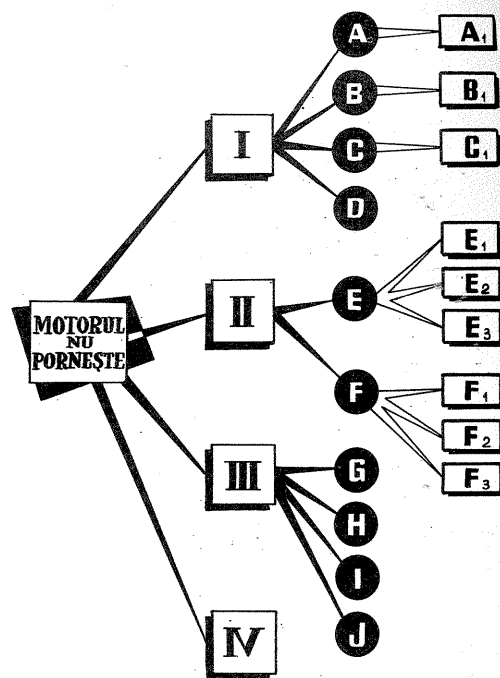 MOTORUL
NU
PORNEȘTE
I
A
A₁
B
B₁
C
C₁
D
II
E
E₁
E₂
E₃
F
F₁
F₂
F₃
III
G
H
I
J
IV